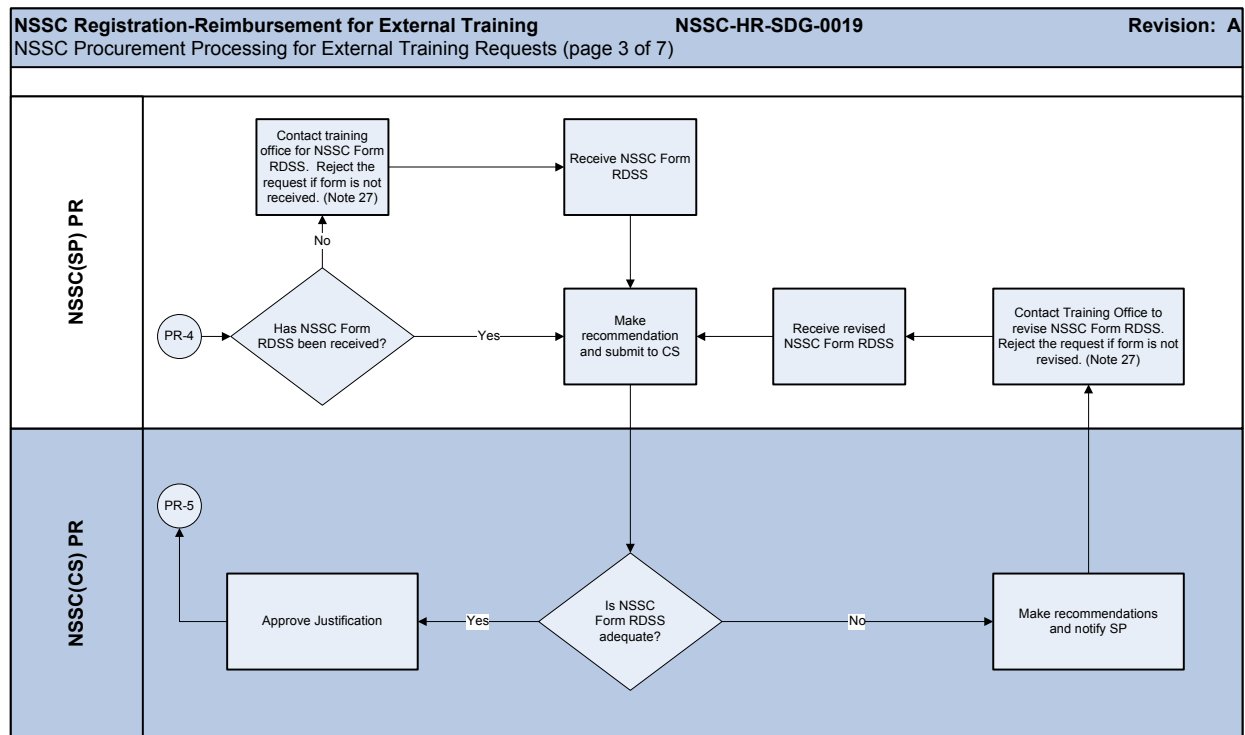 NSSC Registration-Reimbursement for External Training NSSC-HR-SDG-0019 Revision: A
NSSC Procurement Processing for External Training Requests (page 3 of 7)
NSSC(SP) PR
Contact training
office for NSSC Form
RDSS. Reject the
request if form is not
received. (Note 27)
Receive NSSC Form
RDSS
No
PR-4
Has NSSC Form
RDSS been received?
Yes
Make
recommendation
and submit to CS
Receive revised
NSSC Form RDSS
Contact Training Office to
revise NSSC Form RDSS.
Reject the request if form is not
revised. (Note 27)
NSSC(CS) PR
PR-5
Approve Justification
Yes
Is NSSC
Form RDSS
adequate?
No
Make recommendations
and notify SP